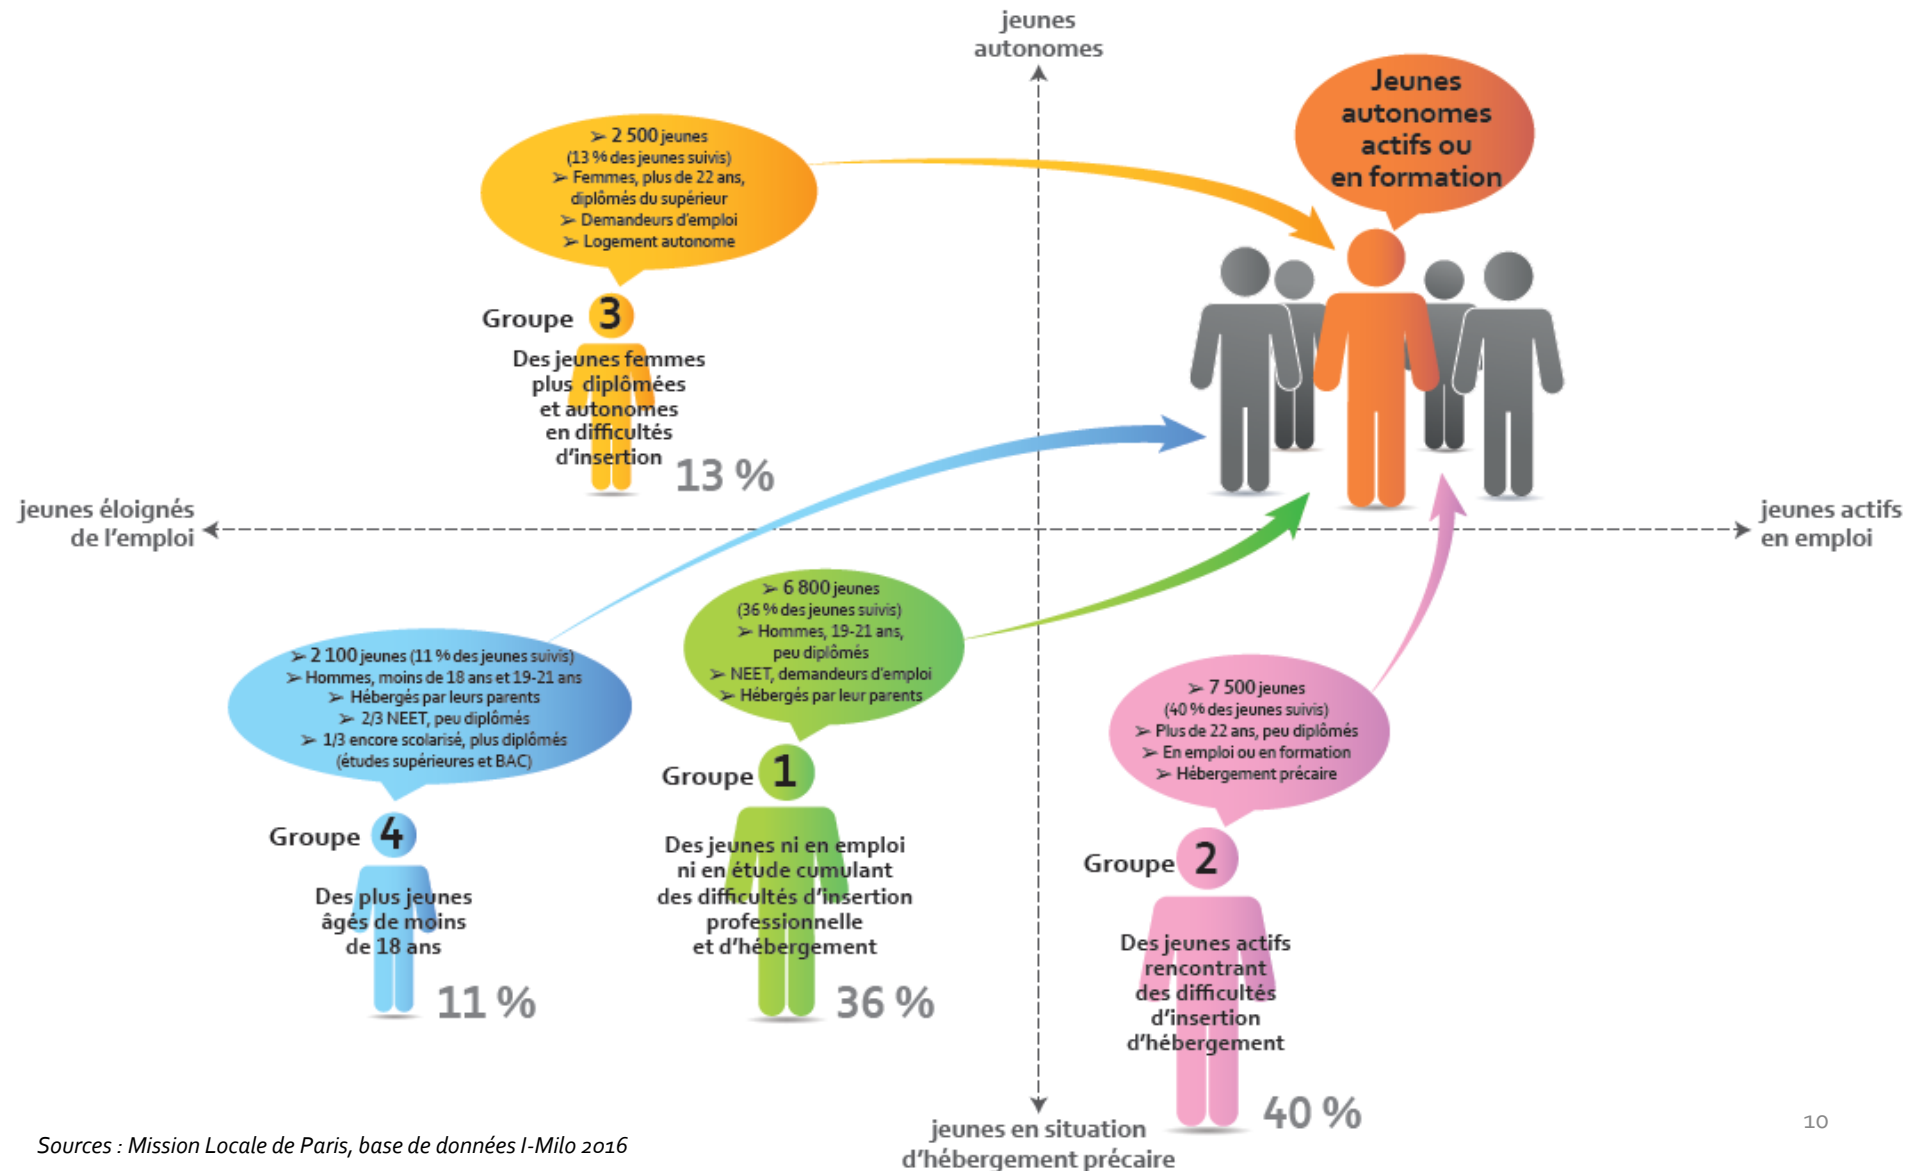 jeunes
autonomes
Jeunes
autonomes
actifs ou
en formation
➢ 2 500 jeunes
(13 % des jeunes suivis)
➢ Femmes, plus de 22 ans,
diplômés du supérieur
➢ Demandeurs d'emploi
➢ Logement autonome
Groupe 3
Des jeunes femmes
plus diplômées
et autonomes
en difficultés
d'insertion
13 %
jeunes éloignés
de l'emploi
jeunes actifs
en emploi
➢ 2 100 jeunes (11 % des jeunes suivis)
➢ Hommes, moins de 18 ans et 19-21 ans
➢ Hébergés par leurs parents
➢ 2/3 NEET, peu diplômés
➢ 1/3 encore scolarisé, plus diplômés
(études supérieures et BAC)
Groupe 4
Des plus jeunes
âgés de moins
de 18 ans
11 %
➢ 6 800 jeunes
(36 % des jeunes suivis)
➢ Hommes, 19-21 ans,
peu diplômés
➢ NEET, demandeurs d'emploi
➢ Hébergés par leur parents
Groupe 1
Des jeunes ni en emploi
ni en étude cumulant
des difficultés d'insertion
professionnelle
et d'hébergement
36 %
➢ 7 500 jeunes
(40 % des jeunes suivis)
➢ Plus de 22 ans, peu diplômés
➢ En emploi ou en formation
➢ Hébergement précaire
Groupe 2
Des jeunes actifs
rencontrant
des difficultés
d'insertion
d'hébergement
40 %
jeunes en situation
d'hébergement précaire
Sources : Mission Locale de Paris, base de données I-Milo 2016
10